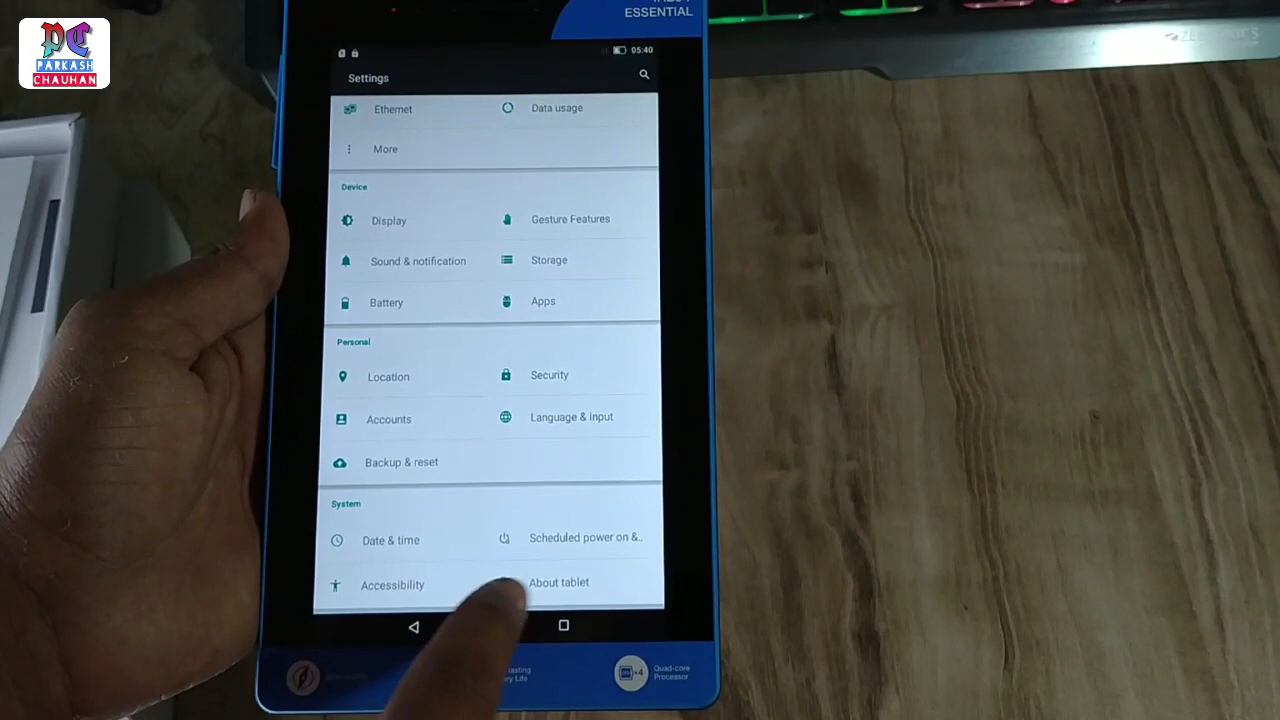 PC
PARKASH
CHAUHAN
ESSENTIAL
05:40
Settings
Ethernet
Data usage
More
Device
Display
Gesture Features
Sound & notification
Storage
Battery
Apps
Personal
Location
Security
Accounts
Language & input
Backup & reset
System
Date & time
Scheduled power on &..
Accessibility
About tablet
Quad-core
Processor
×4